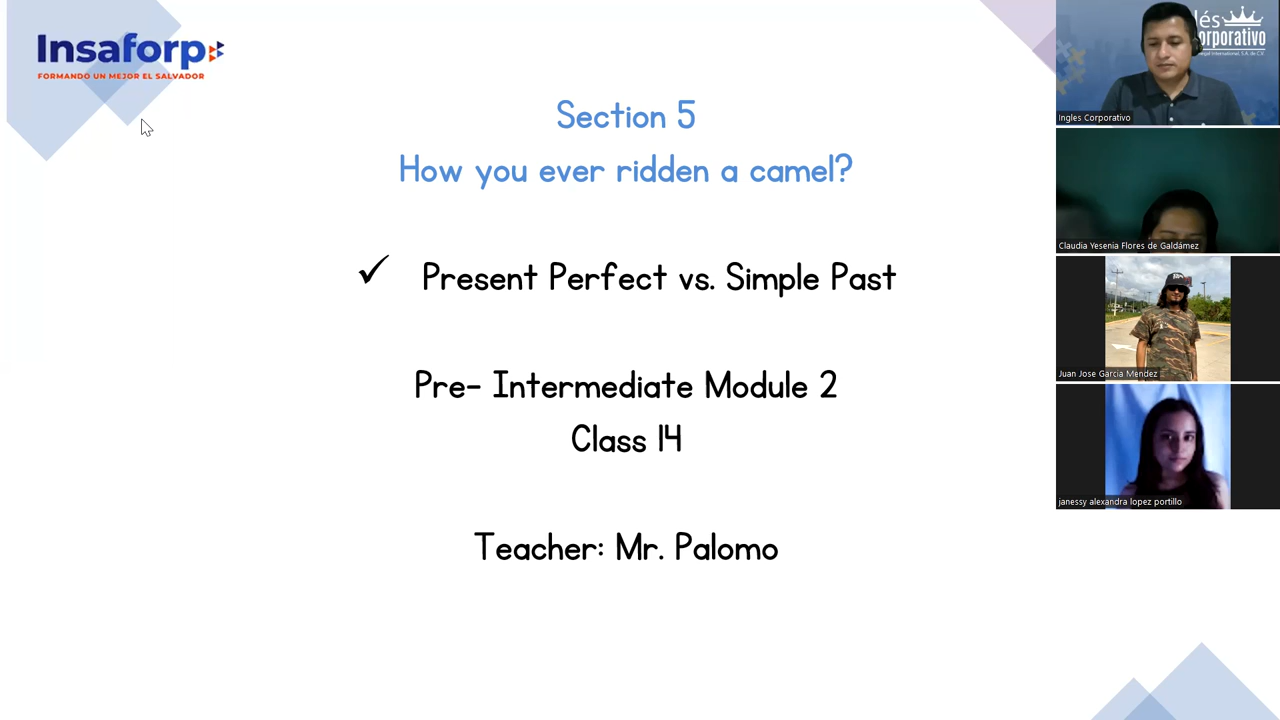 Insaforp
FORMANDO UN MEJOR EL SALVADOR
Section 5
How you ever ridden a camel?
✓ Present Perfect vs. Simple Past
Pre- Intermediate Module 2
Class 14
Teacher: Mr. Palomo
lés
orporativo
Ingles Corporativo
Claudia Yesenia Flores de Galdámez
Juan Jose Garcia Mendez
janessy alexandra lopez portillo